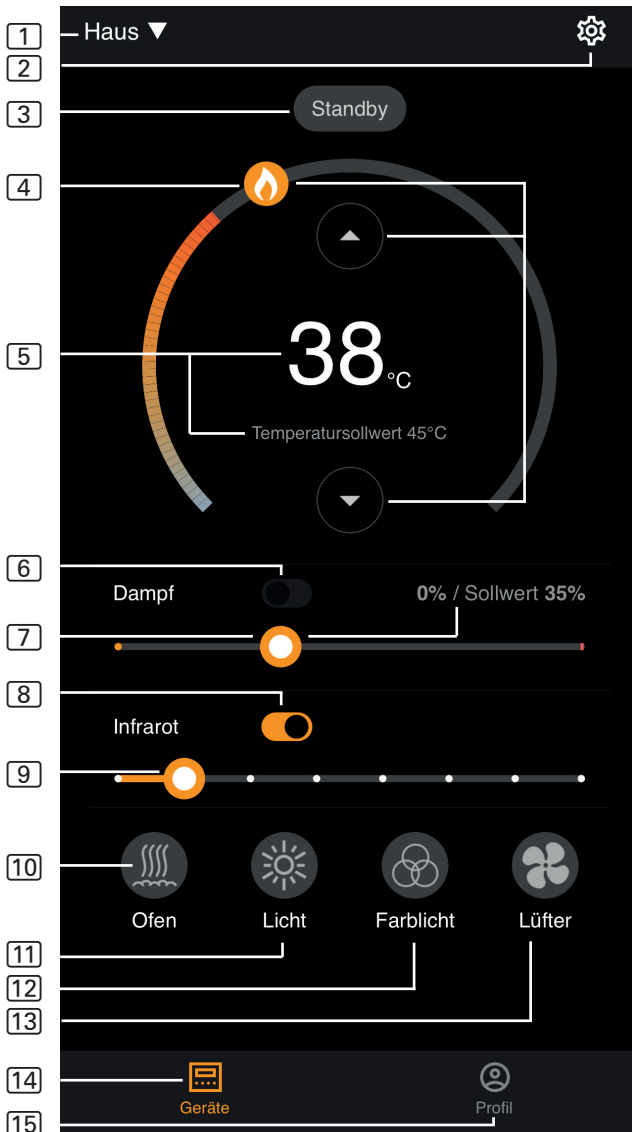 1 Haus ▼
2
3 Standby
4
5 38 °C
Temperatursollwert 45°C
6
Dampf 0% / Sollwert 35%
7
8
Infrarot
9
10
Ofen Licht Farblicht Lüfter
11
12
13
14
Geräte Profil
15